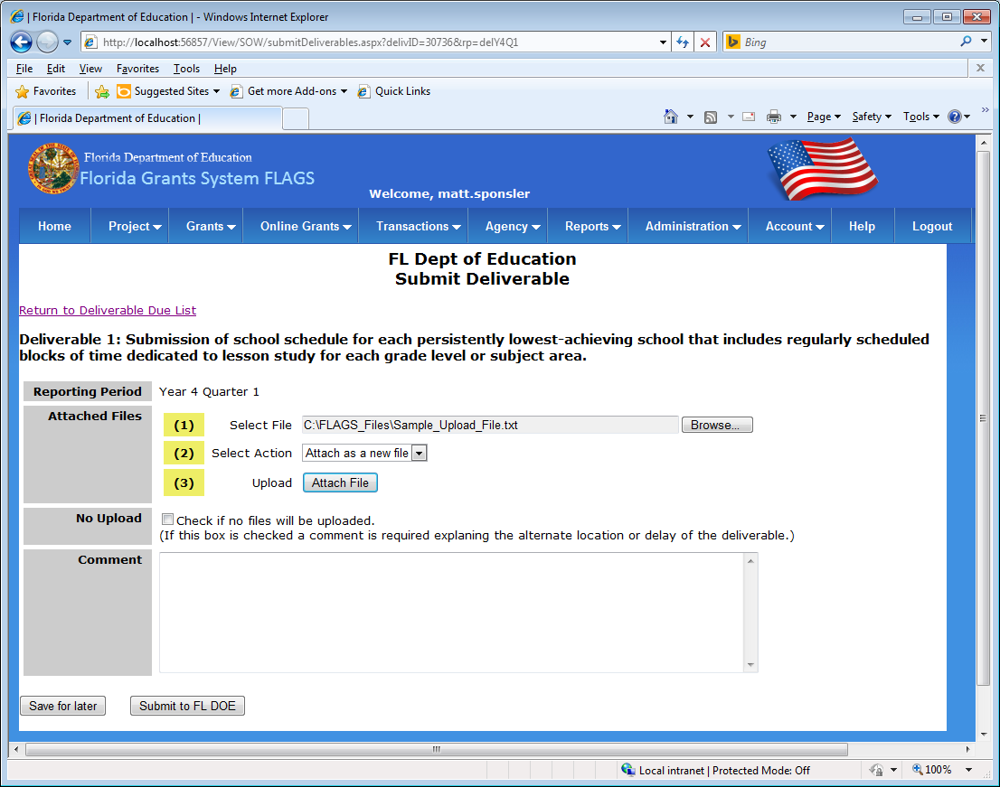 | Florida Department of Education | - Windows Internet Explorer
http://localhost:56857/View/SOW/submitDeliverables.aspx?delivID=30736&rp=delY4Q1
Bing
File Edit View Favorites Tools Help
Favorites Suggested Sites Get more Add-ons Quick Links
| Florida Department of Education |
Page Safety Tools
Florida Department of Education
Florida Grants System FLAGS
Welcome, matt.sponsler
Home Project Grants Online Grants Transactions Agency Reports Administration Account Help Logout
FL Dept of Education
Submit Deliverable
Return to Deliverable Due List
Deliverable 1: Submission of school schedule for each persistently lowest-achieving school that includes regularly scheduled
blocks of time dedicated to lesson study for each grade level or subject area.
Reporting Period Year 4 Quarter 1
Attached Files
(1) Select File C:\FLAGS_Files\Sample_Upload_File.txt Browse...
(2) Select Action Attach as a new file
(3) Upload Attach File
No Upload Check if no files will be uploaded.
(If this box is checked a comment is required explaning the alternate location or delay of the deliverable.)
Comment
Save for later Submit to FL DOE
Local intranet | Protected Mode: Off 100%